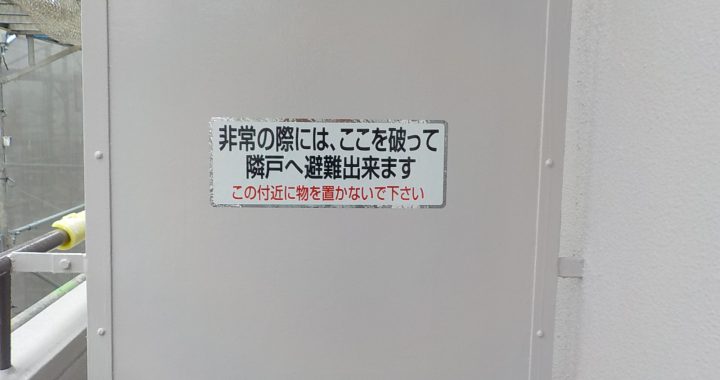 非常の際には、ここを破って
隣戸へ避難出来ます
この付近に物を置かないで下さい